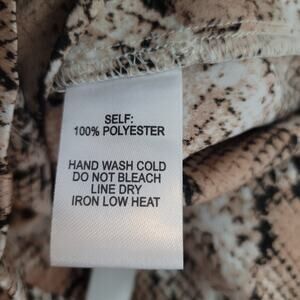 SELF:
100% POLYESTER
HAND WASH COLD
DO NOT BLEACH
LINE DRY
IRON LOW HEAT